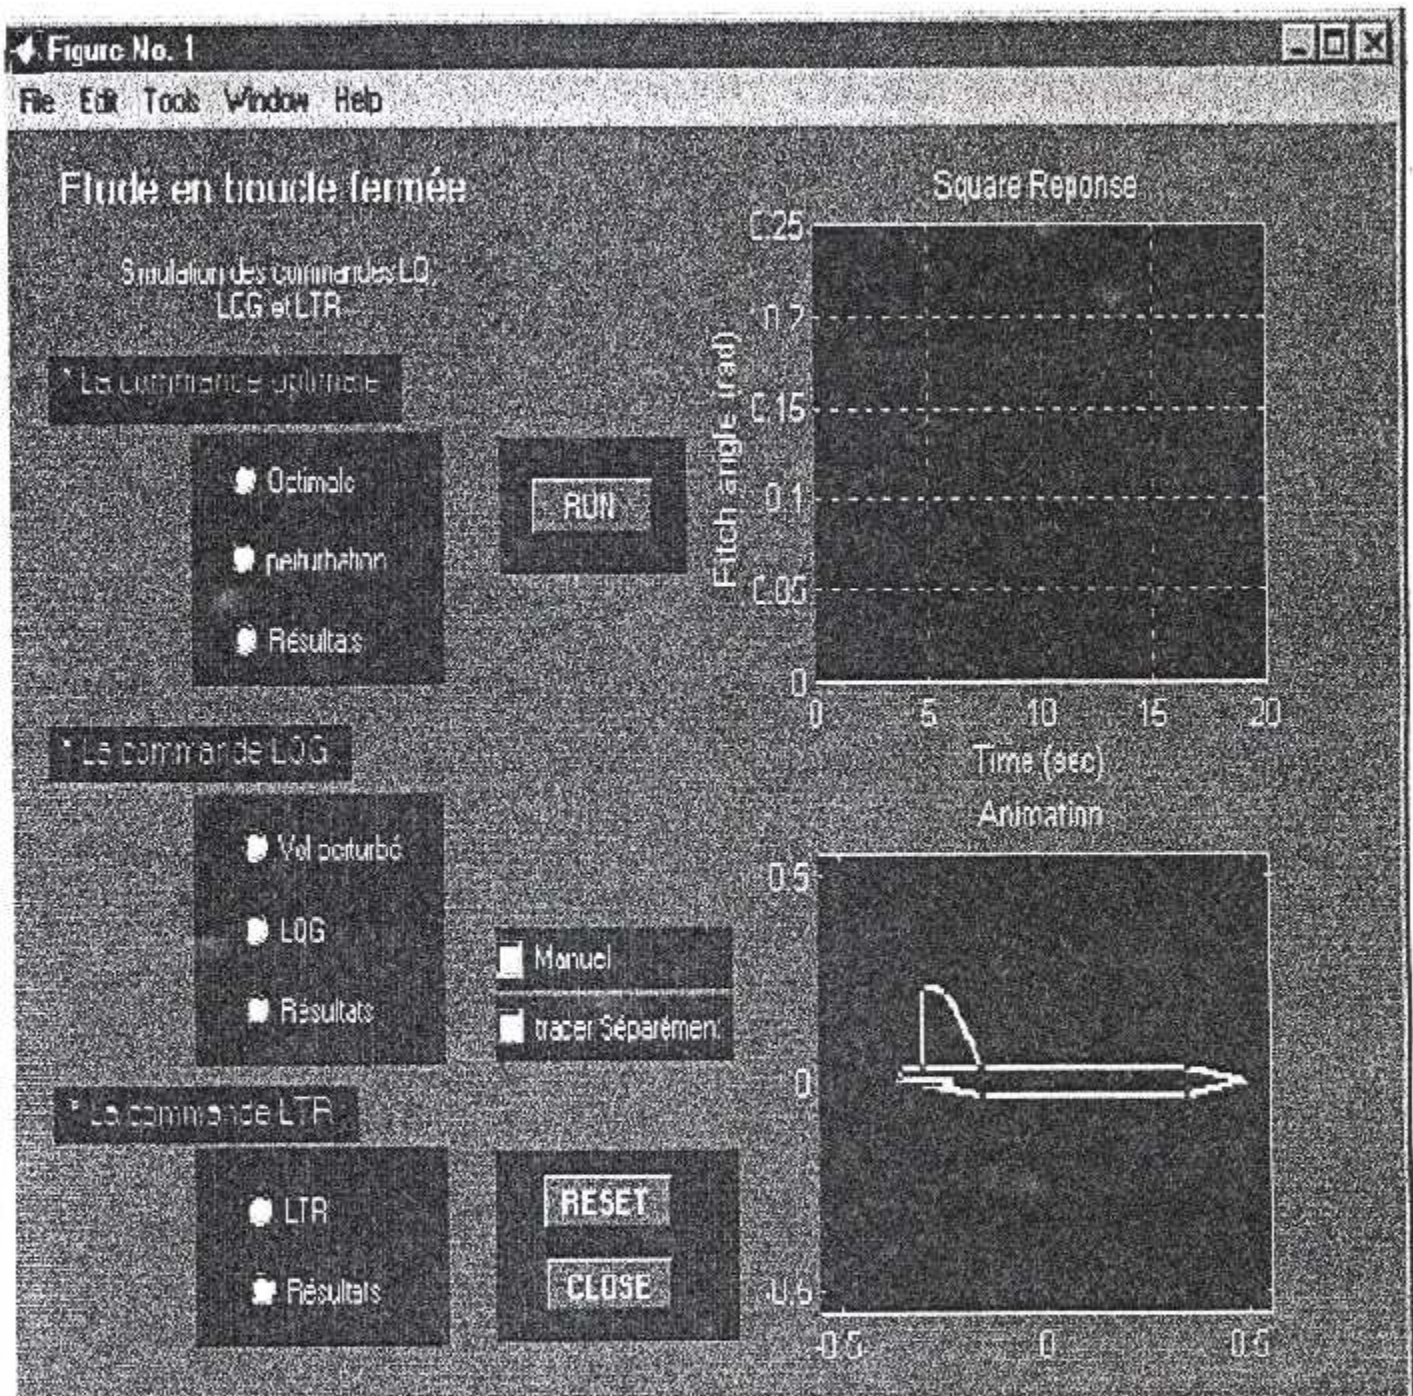 Figure No. 1
File Edit Tools Window Help
Etude en boucle fermée
Simulation des commandes LQ,
LQG et LTR
* La commande optimale
Optimale
perturbation
Résultats
RUN
* La commande LQG
Vol perturbé
LQG
Résultats
Manuel
tracer Séparément
* La commande LTR
LTR
Résultats
RESET
CLOSE
Square Reponse
Pitch angle (rad)
0.25
0.2
0.15
0.1
0.05
0
0 5 10 15 20
Time (sec)
Animation
0.5
0
-0.5
-0.5 0 0.5